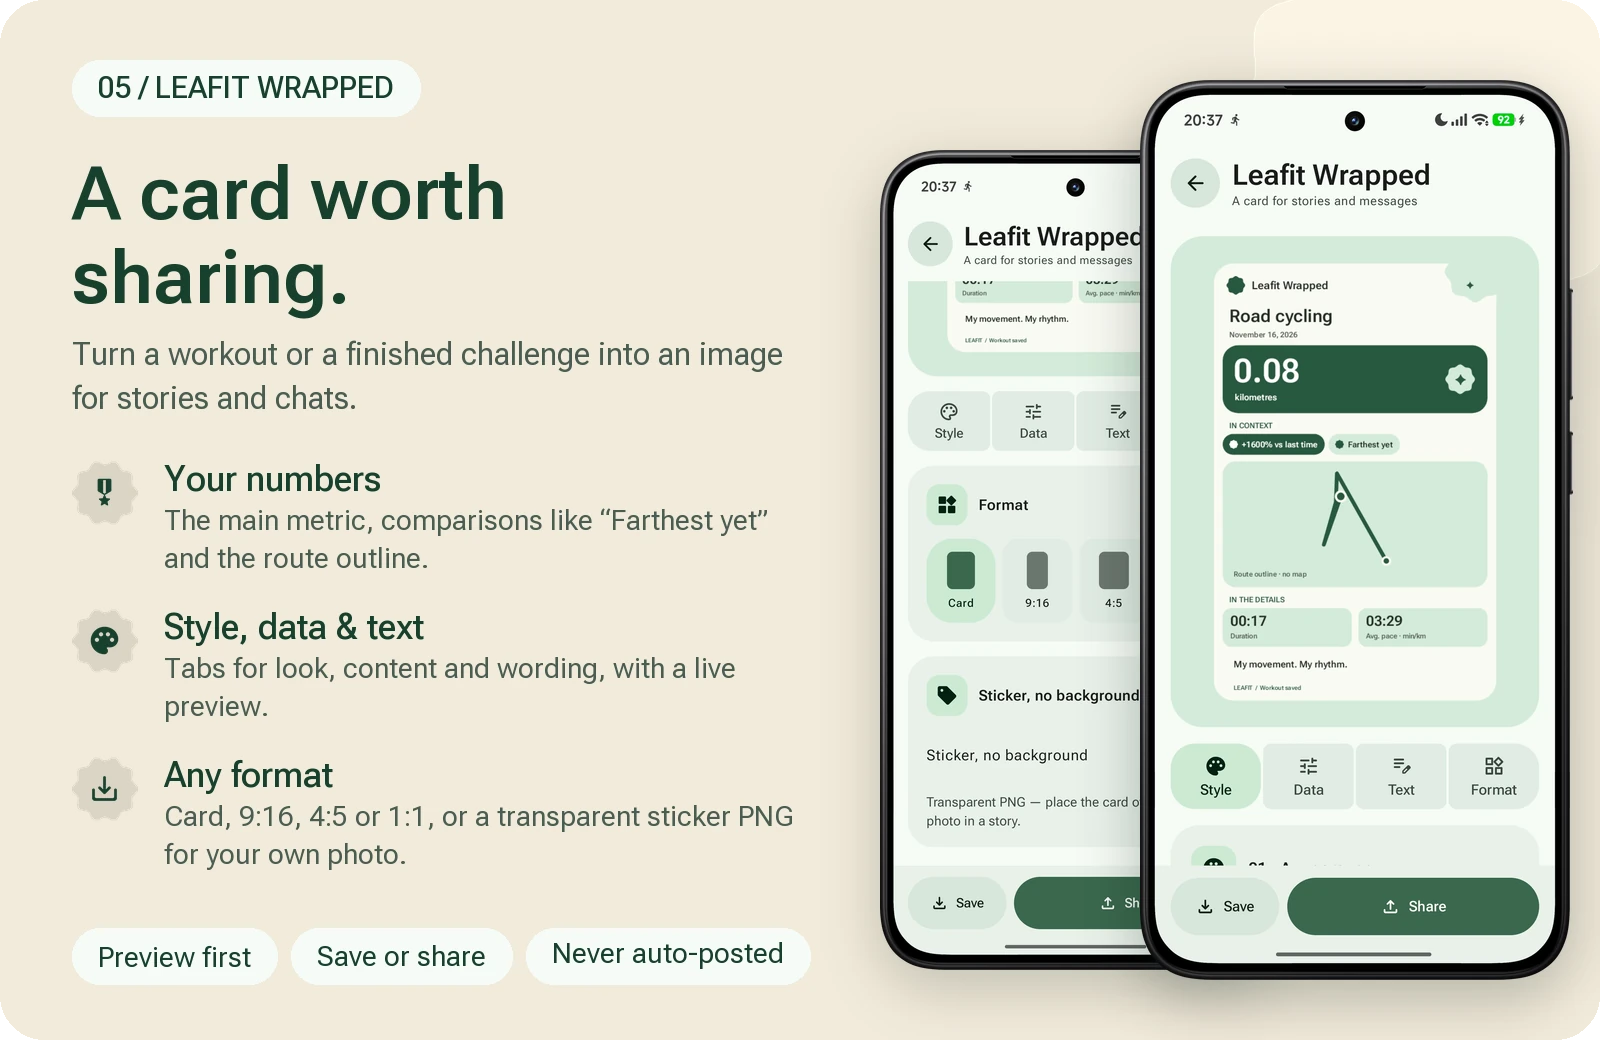 05 / LEAFIT WRAPPED
A card worth
sharing.
Turn a workout or a finished challenge into an image
for stories and chats.
Your numbers
The main metric, comparisons like “Farthest yet”
and the route outline.
Style, data & text
Tabs for look, content and wording, with a live
preview.
Any format
Card, 9:16, 4:5 or 1:1, or a transparent sticker PNG
for your own photo.
Preview first
Save or share
Never auto-posted
20:37
Leafit Wrapped
A card for stories and messages
Duration
Avg. pace · min/km
My movement. My rhythm.
LEAFIT / Workout saved
Style
Data
Text
Format
Card
9:16
4:5
Sticker, no background
Sticker, no background
Transparent PNG — place the card
photo in a story.
Save
20:37
92
Leafit Wrapped
A card for stories and messages
Leafit Wrapped
Road cycling
November 16, 2026
0.08
kilometres
IN CONTEXT
+1600% vs last time
Farthest yet
Route outline · no map
IN THE DETAILS
00:17
Duration
03:29
Avg. pace · min/km
My movement. My rhythm.
LEAFIT / Workout saved
Style
Data
Text
Format
Save
Share